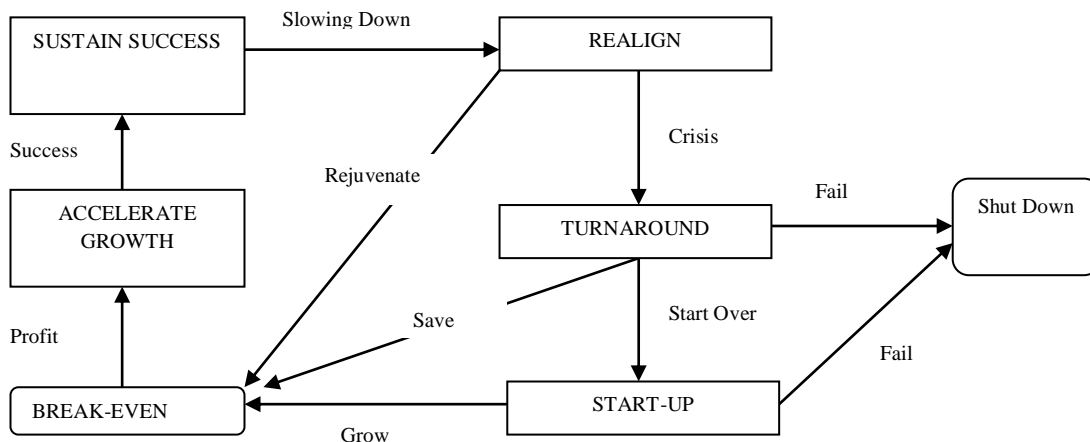 Slowing Down
SUSTAIN SUCCESS
REALIGN
Success
Crisis
Rejuvenate
ACCELERATE
GROWTH
TURNAROUND
Fail
Shut Down
Profit
Save
Start Over
Fail
BREAK-EVEN
START-UP
Grow